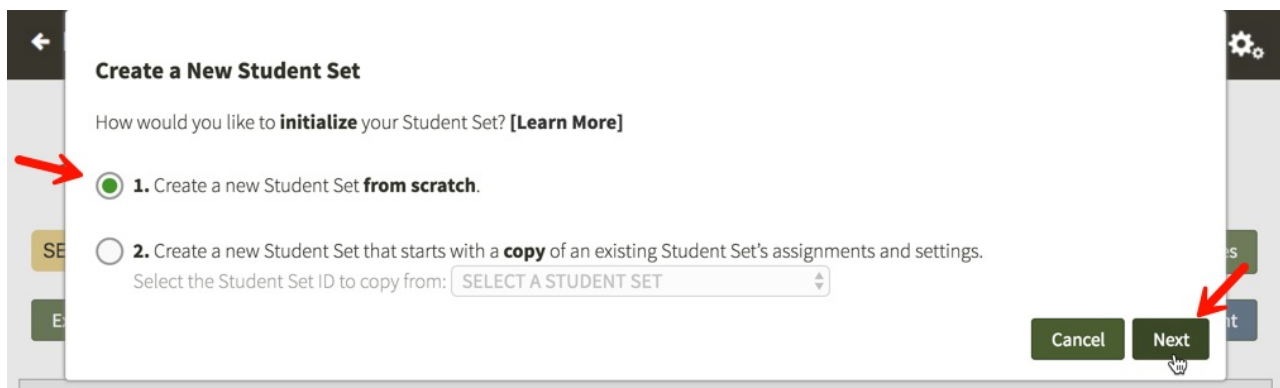 Create a New Student Set
How would you like to initialize your Student Set? [Learn More]
1. Create a new Student Set from scratch.
2. Create a new Student Set that starts with a copy of an existing Student Set's assignments and settings.
Select the Student Set ID to copy from: SELECT A STUDENT SET
Cancel Next